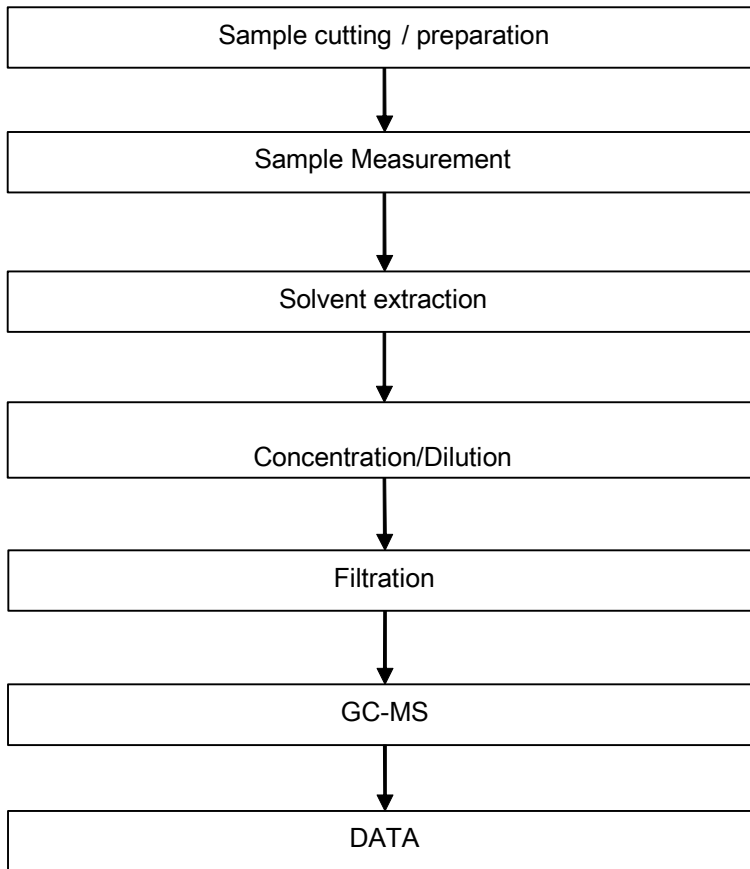 Sample cutting / preparation
Sample Measurement
Solvent extraction
Concentration/Dilution
Filtration
GC-MS
DATA